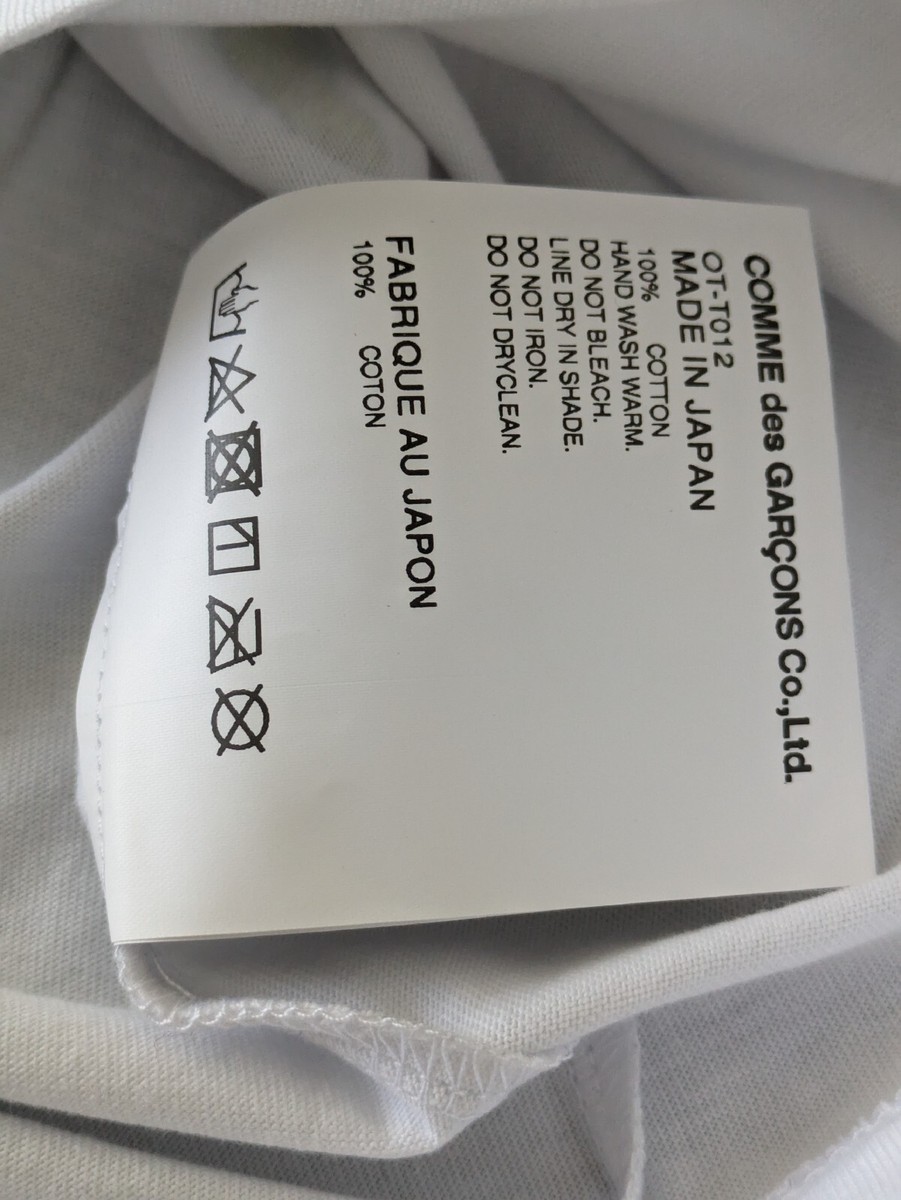 COMME des GARÇONS Co.,Ltd.
OT-T012
MADE IN JAPAN
100% COTTON
HAND WASH WARM.
DO NOT BLEACH.
LINE DRY IN SHADE.
DO NOT IRON.
DO NOT DRYCLEAN.
FABRIQUE AU JAPON
100% COTON